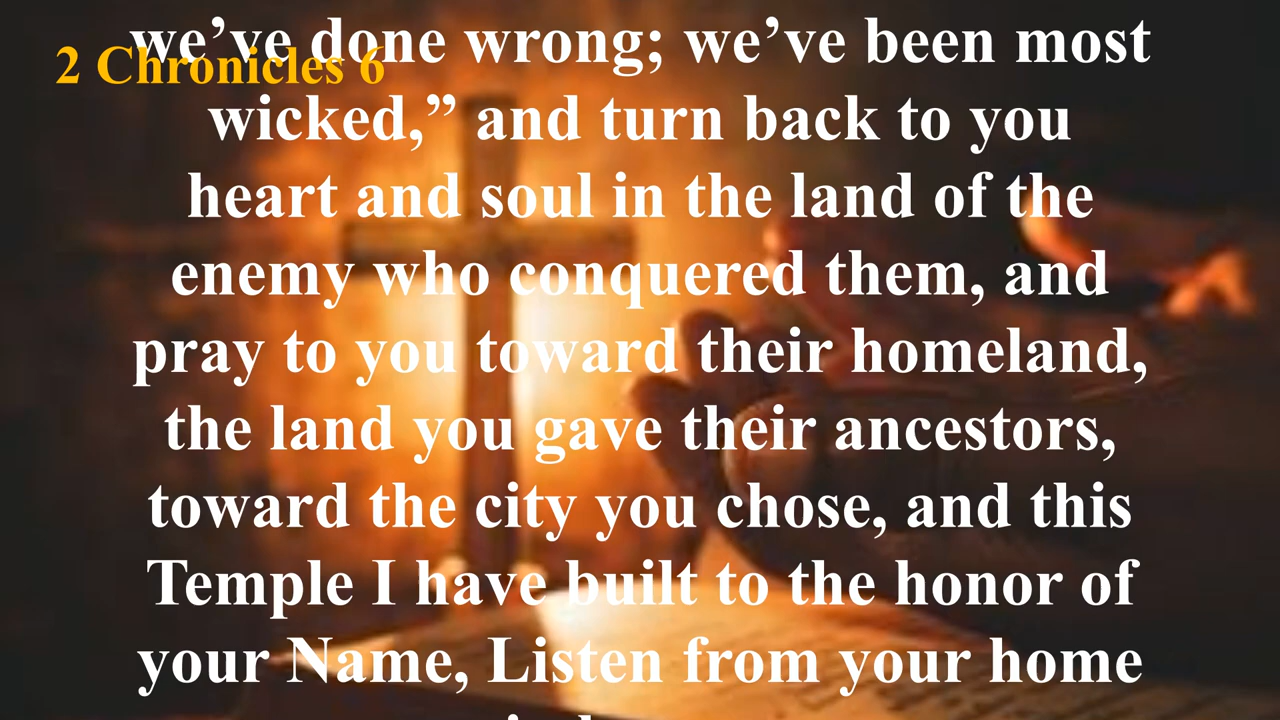 we’ve done wrong; we’ve been most
2 Chronicles 6
wicked,” and turn back to you
heart and soul in the land of the
enemy who conquered them, and
pray to you toward their homeland,
the land you gave their ancestors,
toward the city you chose, and this
Temple I have built to the honor of
your Name, Listen from your home